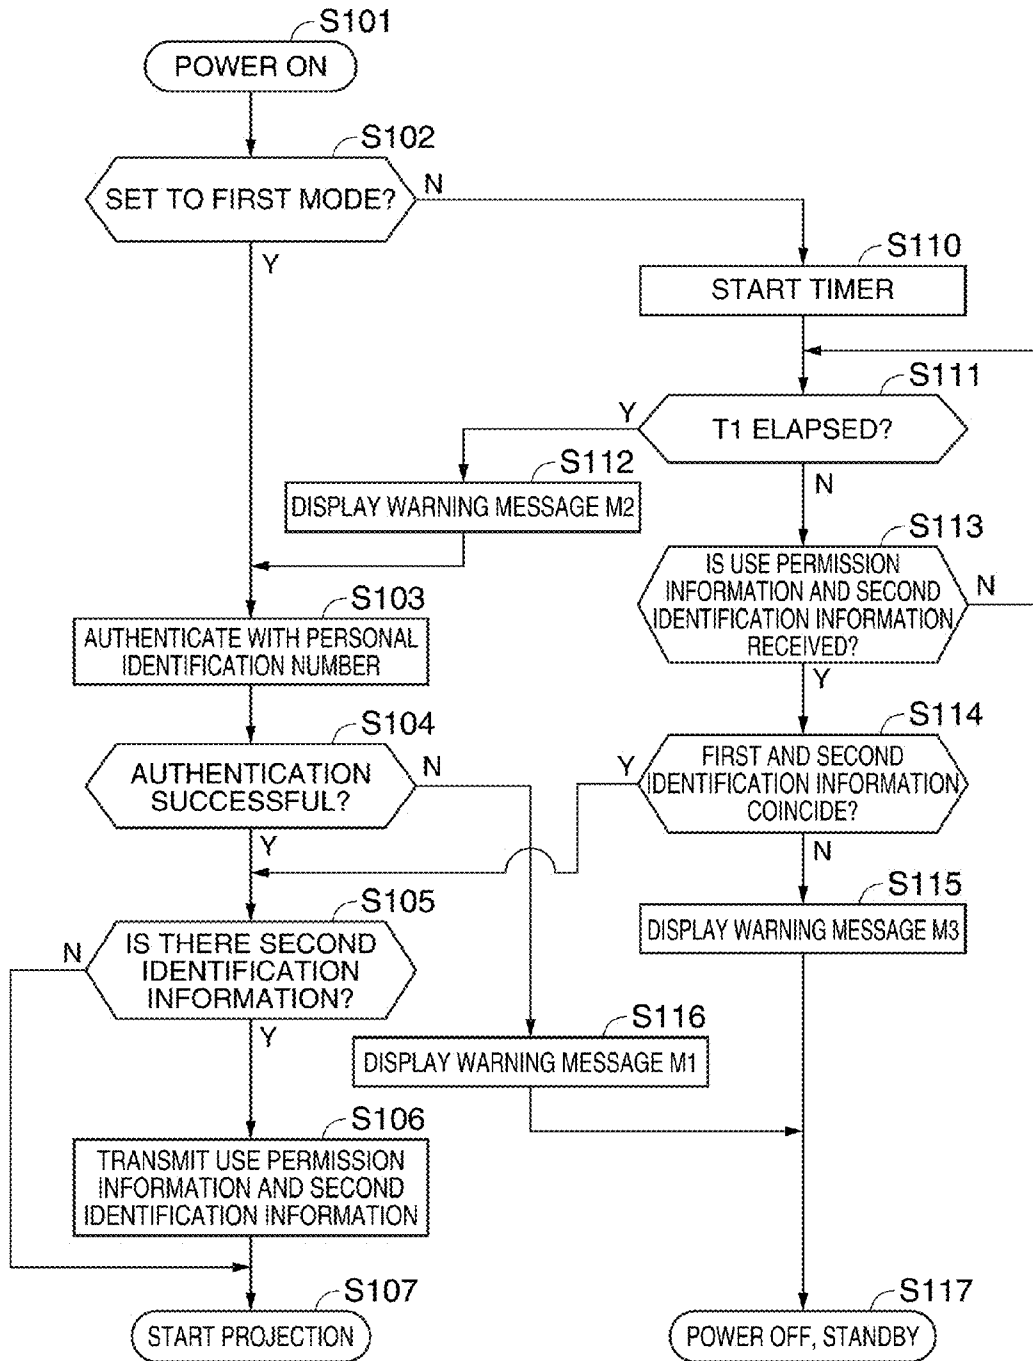 S101
POWER ON
S102
SET TO FIRST MODE?
N
Y
S110
START TIMER
S111
T1 ELAPSED?
Y
N
S112
DISPLAY WARNING MESSAGE M2
S113
IS USE PERMISSION
INFORMATION AND SECOND
IDENTIFICATION INFORMATION
RECEIVED?
N
Y
S103
AUTHENTICATE WITH PERSONAL
IDENTIFICATION NUMBER
S104
AUTHENTICATION
SUCCESSFUL?
N
Y
S114
FIRST AND SECOND
IDENTIFICATION INFORMATION
COINCIDE?
Y
N
S115
DISPLAY WARNING MESSAGE M3
S105
IS THERE SECOND
IDENTIFICATION
INFORMATION?
N
Y
S116
DISPLAY WARNING MESSAGE M1
S106
TRANSMIT USE PERMISSION
INFORMATION AND SECOND
IDENTIFICATION INFORMATION
S107
START PROJECTION
S117
POWER OFF, STANDBY